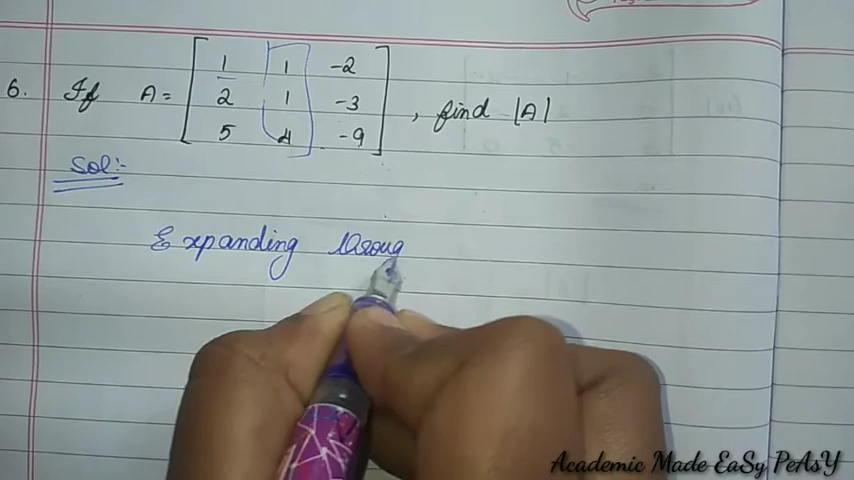 6. If A = [ 1 1 -2
2 1 -3
5 4 -9 ] , find |A|
Sol:-
Expanding
Academic Made EaSy PeAsY